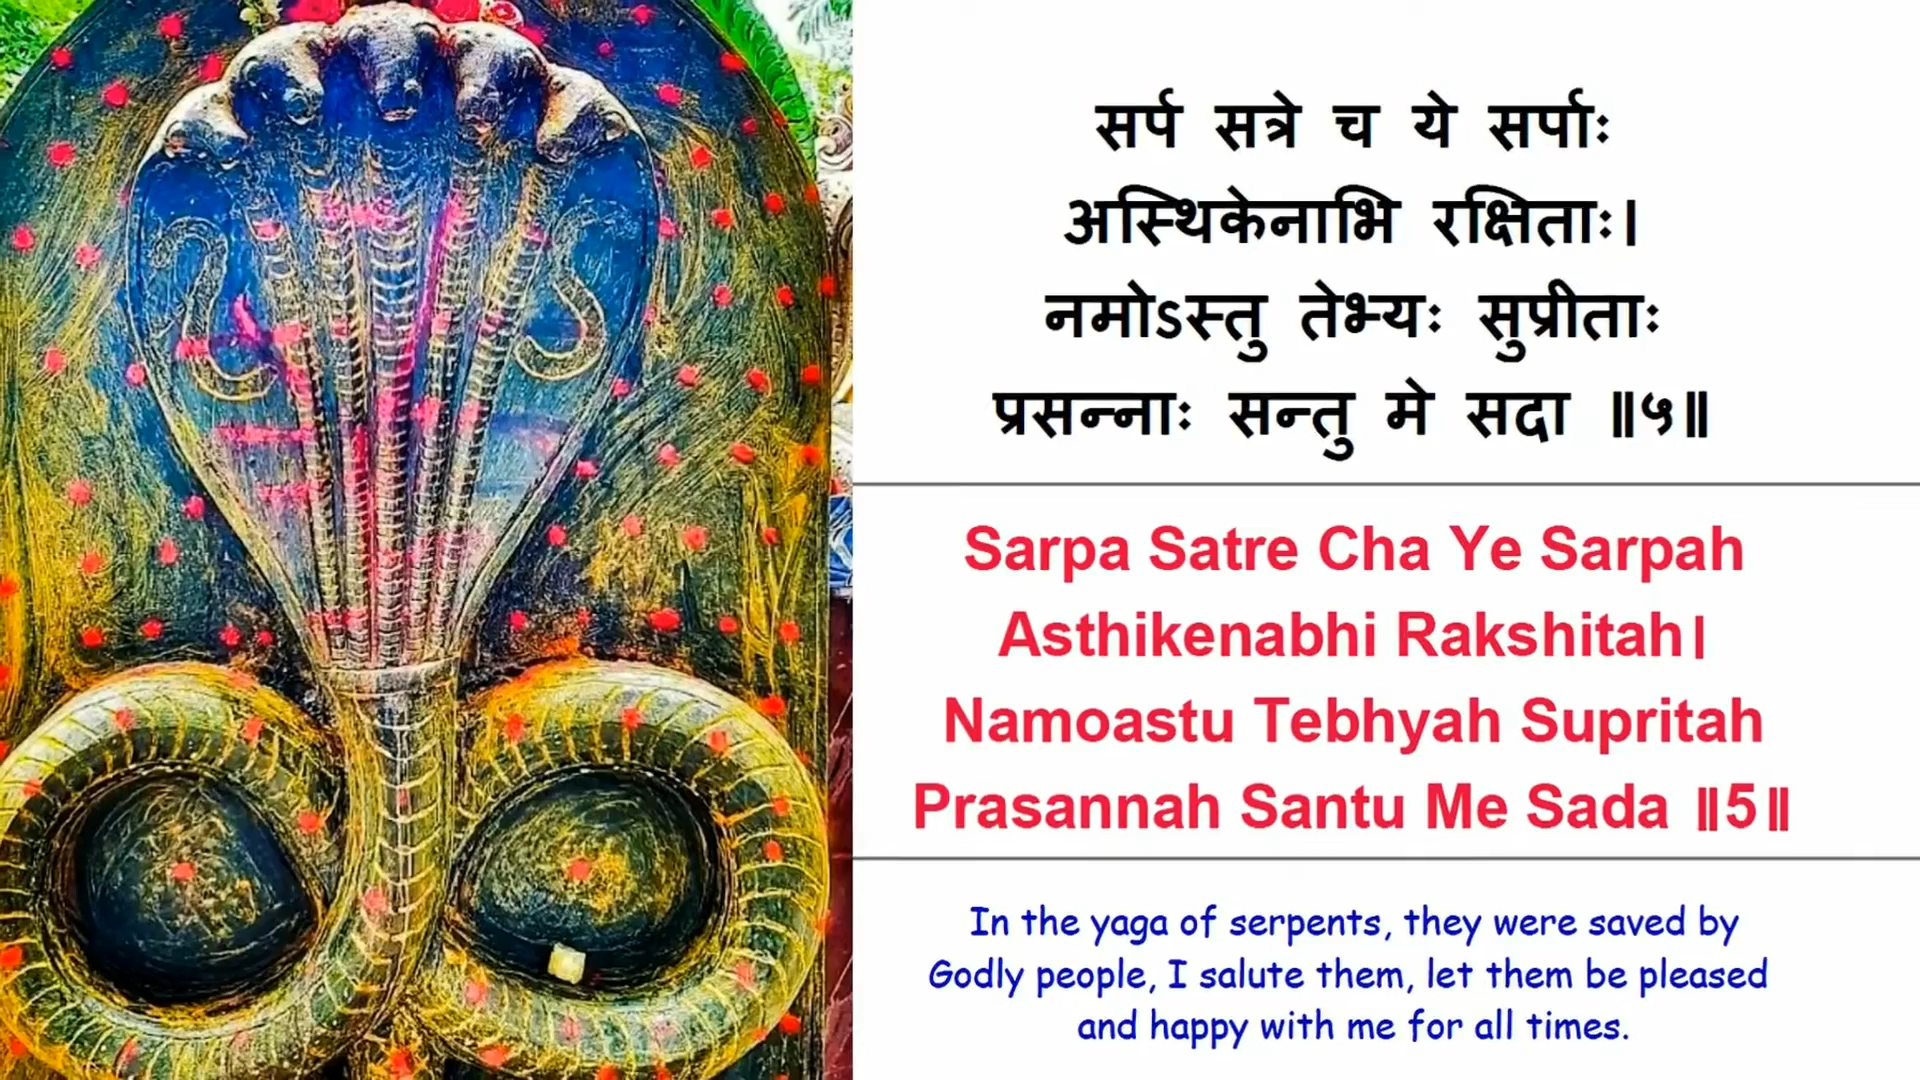 सर्प सत्रे च ये सर्पाः
अस्थिकेनाभि रक्षिताः।
नमोऽस्तु तेभ्यः सुप्रीताः
प्रसन्नाः सन्तु मे सदा ॥५॥
Sarpa Satre Cha Ye Sarpah
Asthikenabhi Rakshitah।
Namoastu Tebhyah Supritah
Prasannah Santu Me Sada ॥5॥
In the yaga of serpents, they were saved by
Godly people, I salute them, let them be pleased
and happy with me for all times.